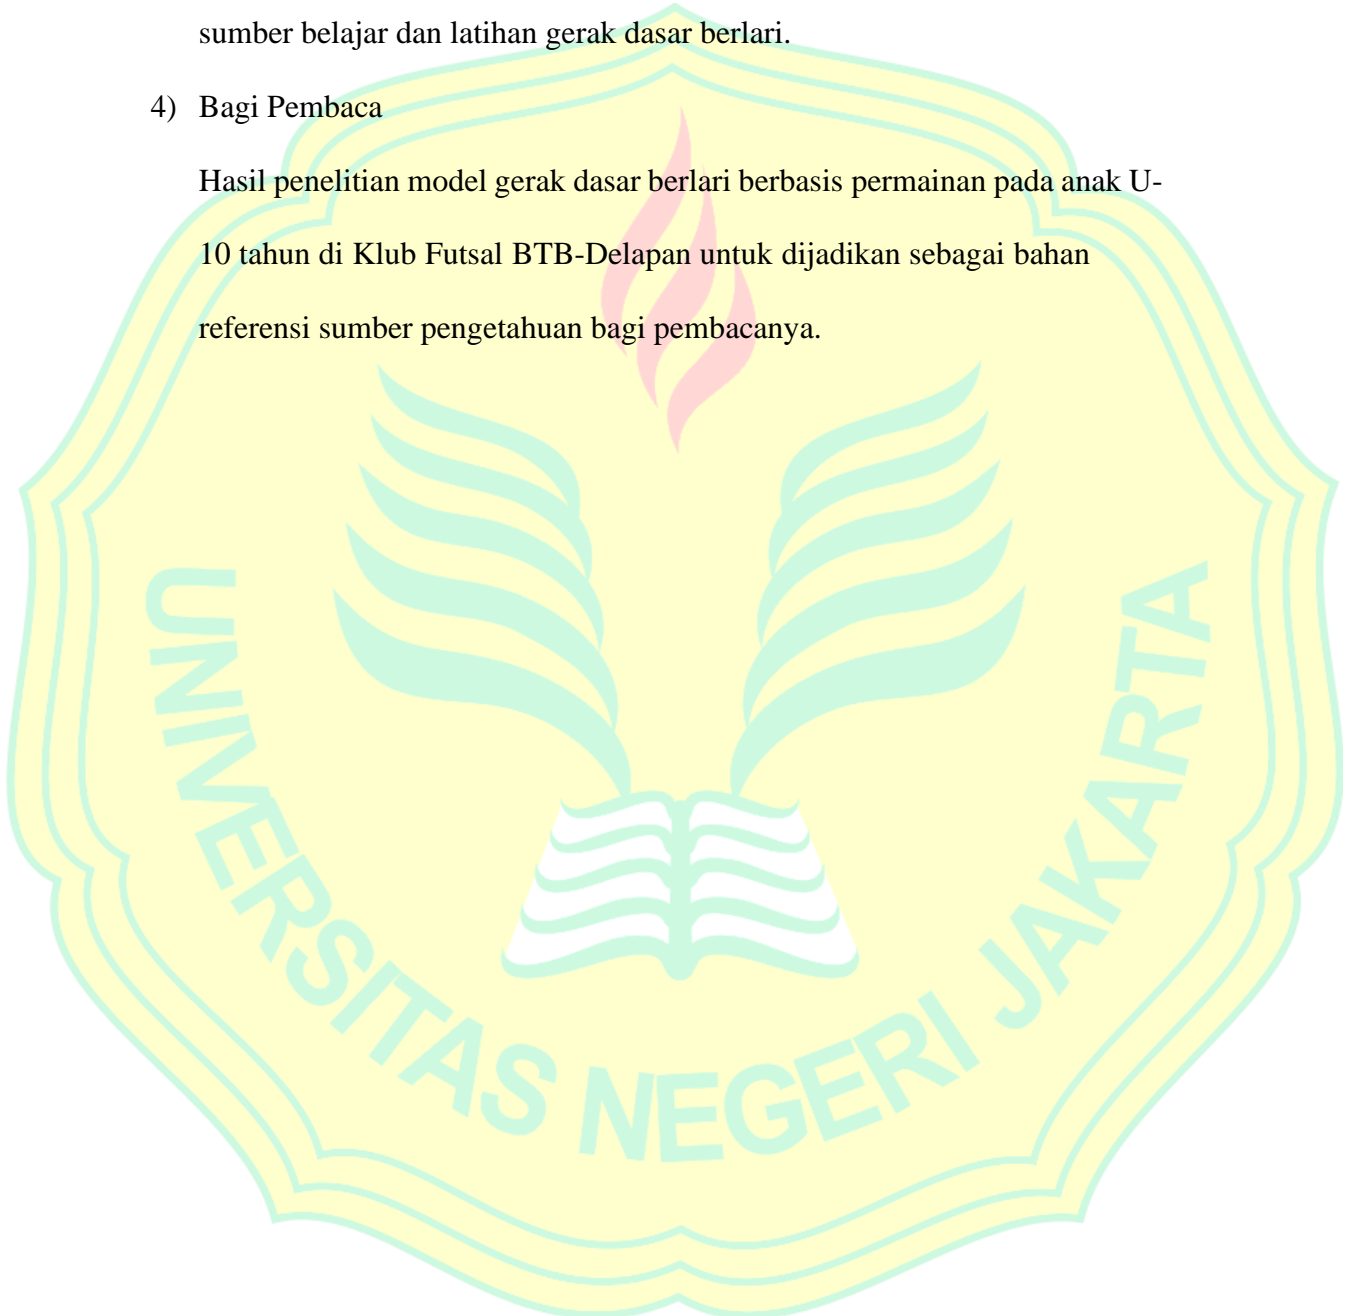 sumber belajar dan latihan gerak dasar berlari.
4) Bagi Pembaca
Hasil penelitian model gerak dasar berlari berbasis permainan pada anak U-
10 tahun di Klub Futsal BTB-Delapan untuk dijadikan sebagai bahan
referensi sumber pengetahuan bagi pembacanya.
UNIVERSITAS NEGERI JAKARTA